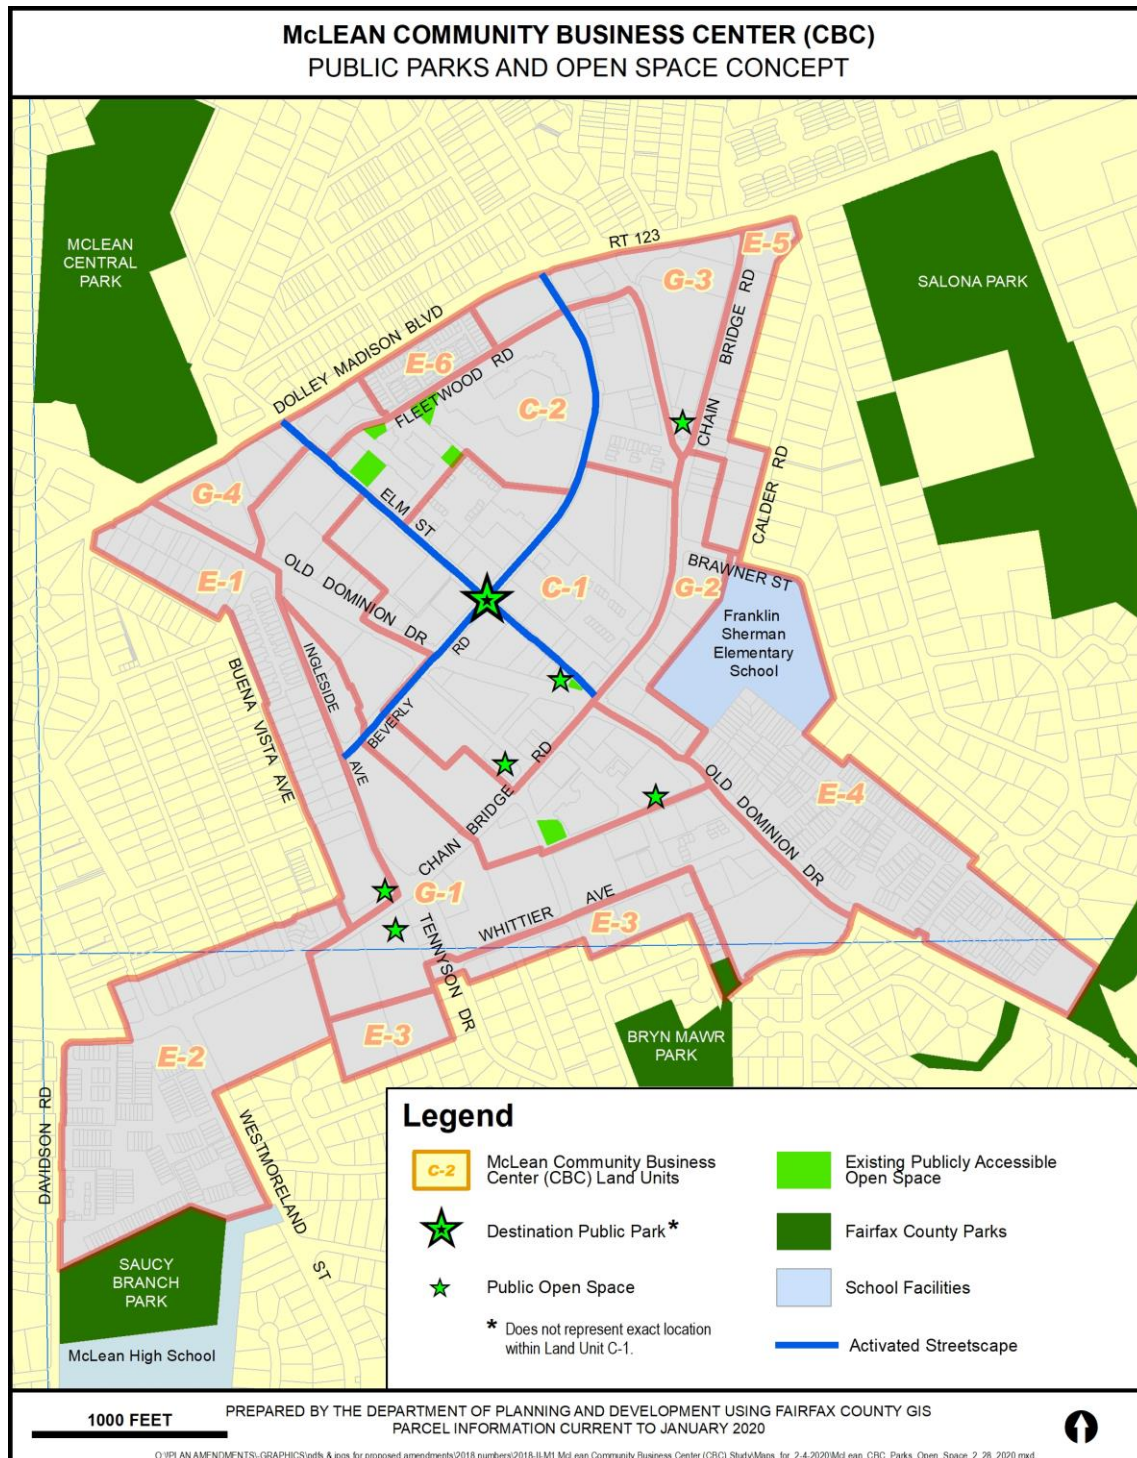 McLEAN COMMUNITY BUSINESS CENTER (CBC)
PUBLIC PARKS AND OPEN SPACE CONCEPT
MCLEAN
CENTRAL
PARK
RT 123
E-5
G-3
SALONA PARK
DOLLEY MADISON BLVD
CHAIN BRIDGE RD
E-6
FLEETWOOD RD
C-2
CALDER RD
G-4
ELM ST
OLD DOMINION DR
E-1
C-1
BRAWNER ST
G-2
Franklin
Sherman
Elementary
School
INGLESIDE AVE
BEVERLY RD
BUENA VISTA AVE
CHAIN BRIDGE RD
OLD DOMINION DR
E-4
G-1
TENNYSON DR
WHITTIER AVE
E-3
E-3
BRYN MAWR
PARK
E-2
DAVIDSON RD
WESTMORELAND ST
SAUCY
BRANCH
PARK
McLean High School
Legend
C-2
McLean Community Business
Center (CBC) Land Units
Destination Public Park*
Public Open Space
* Does not represent exact location
within Land Unit C-1.
Existing Publicly Accessible
Open Space
Fairfax County Parks
School Facilities
Activated Streetscape
1000 FEET
PREPARED BY THE DEPARTMENT OF PLANNING AND DEVELOPMENT USING FAIRFAX COUNTY GIS
PARCEL INFORMATION CURRENT TO JANUARY 2020